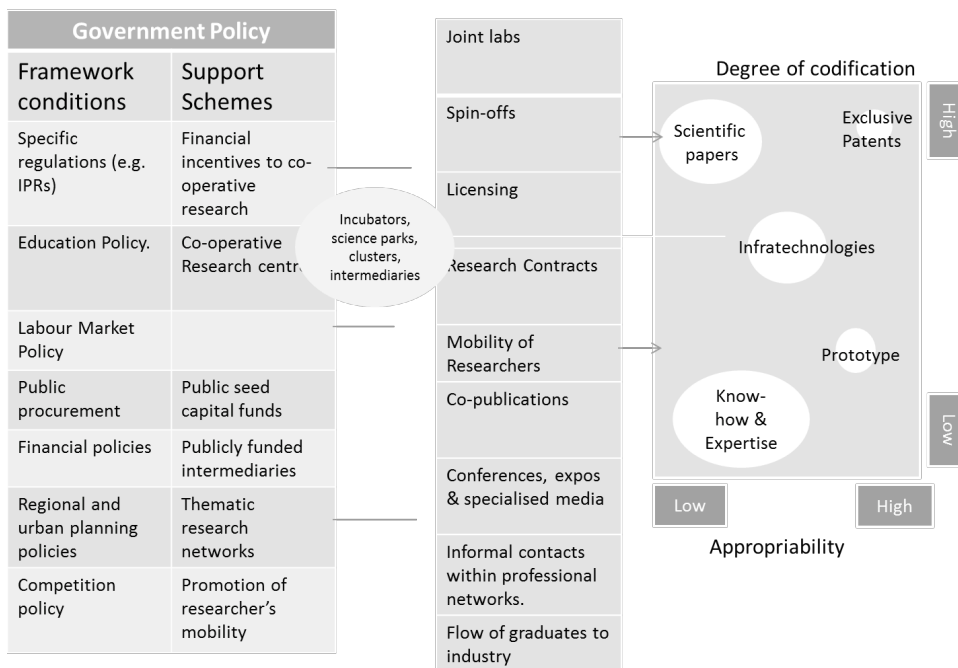 Government Policy
Framework
conditions
Support
Schemes
Specific
regulations (e.g.
IPRs)
Financial
incentives to co-
operative
research
Education Policy.
Co-operative
Research centr
Labour Market
Policy
Public
procurement
Public seed
capital funds
Financial policies
Publicly funded
intermediaries
Regional and
urban planning
policies
Thematic
research
networks
Competition
policy
Promotion of
researcher’s
mobility
Incubators,
science parks,
clusters,
intermediaries
Joint labs
Spin-offs
Licensing
Research Contracts
Mobility of
Researchers
Co-publications
Conferences, expos
& specialised media
Informal contacts
within professional
networks.
Flow of graduates to
industry
Degree of codification
Scientific
papers
Exclusive
Patents
High
Infratechnologies
Prototype
Know-
how &
Expertise
Low
Low
High
Appropriability